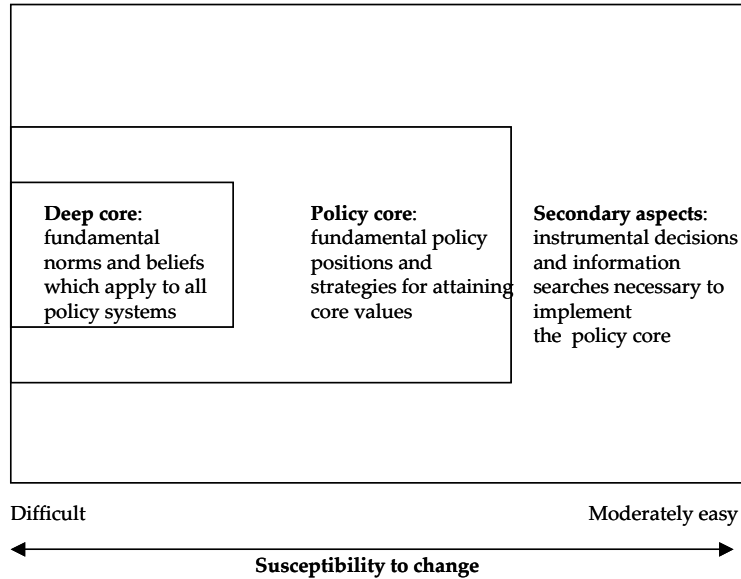 Deep core:
fundamental
norms and beliefs
which apply to all
policy systems
Policy core:
fundamental policy
positions and
strategies for attaining
core values
Secondary aspects:
instrumental decisions
and information
searches necessary to
implement
the policy core
Difficult
Moderately easy
Susceptibility to change